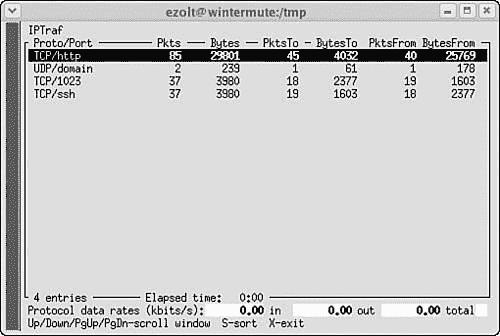 ezolt@wintermute:/tmp
IPTraf
Proto/Port Pkts Bytes PktsTo BytesTo PktsFrom BytesFrom
TCP/http 85 29801 45 4032 40 25769
UDP/domain 2 239 1 61 1 178
TCP/1023 37 3980 18 2377 19 1603
TCP/ssh 37 3980 19 1603 18 2377
4 entries Elapsed time: 0:00
Protocol data rates (kbits/s): 0.00 in 0.00 out 0.00 total
Up/Down/PgUp/PgDn-scroll window S-sort X-exit